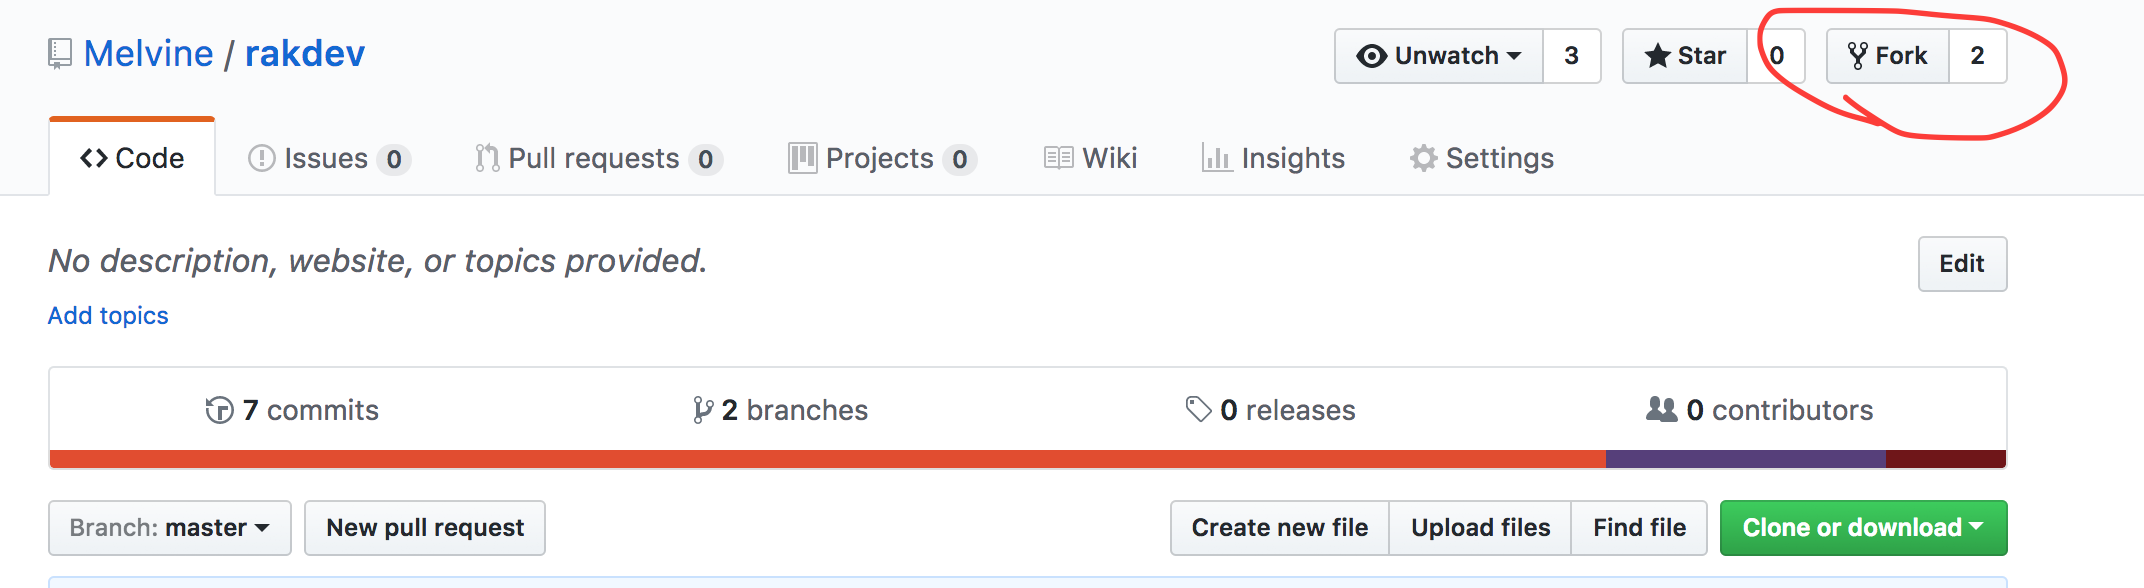 Melvine / rakdev
Unwatch 3 Star 0 Fork 2
Code Issues 0 Pull requests 0 Projects 0 Wiki Insights Settings
No description, website, or topics provided.
Edit
Add topics
7 commits 2 branches 0 releases 0 contributors
Branch: master New pull request Create new file Upload files Find file Clone or download